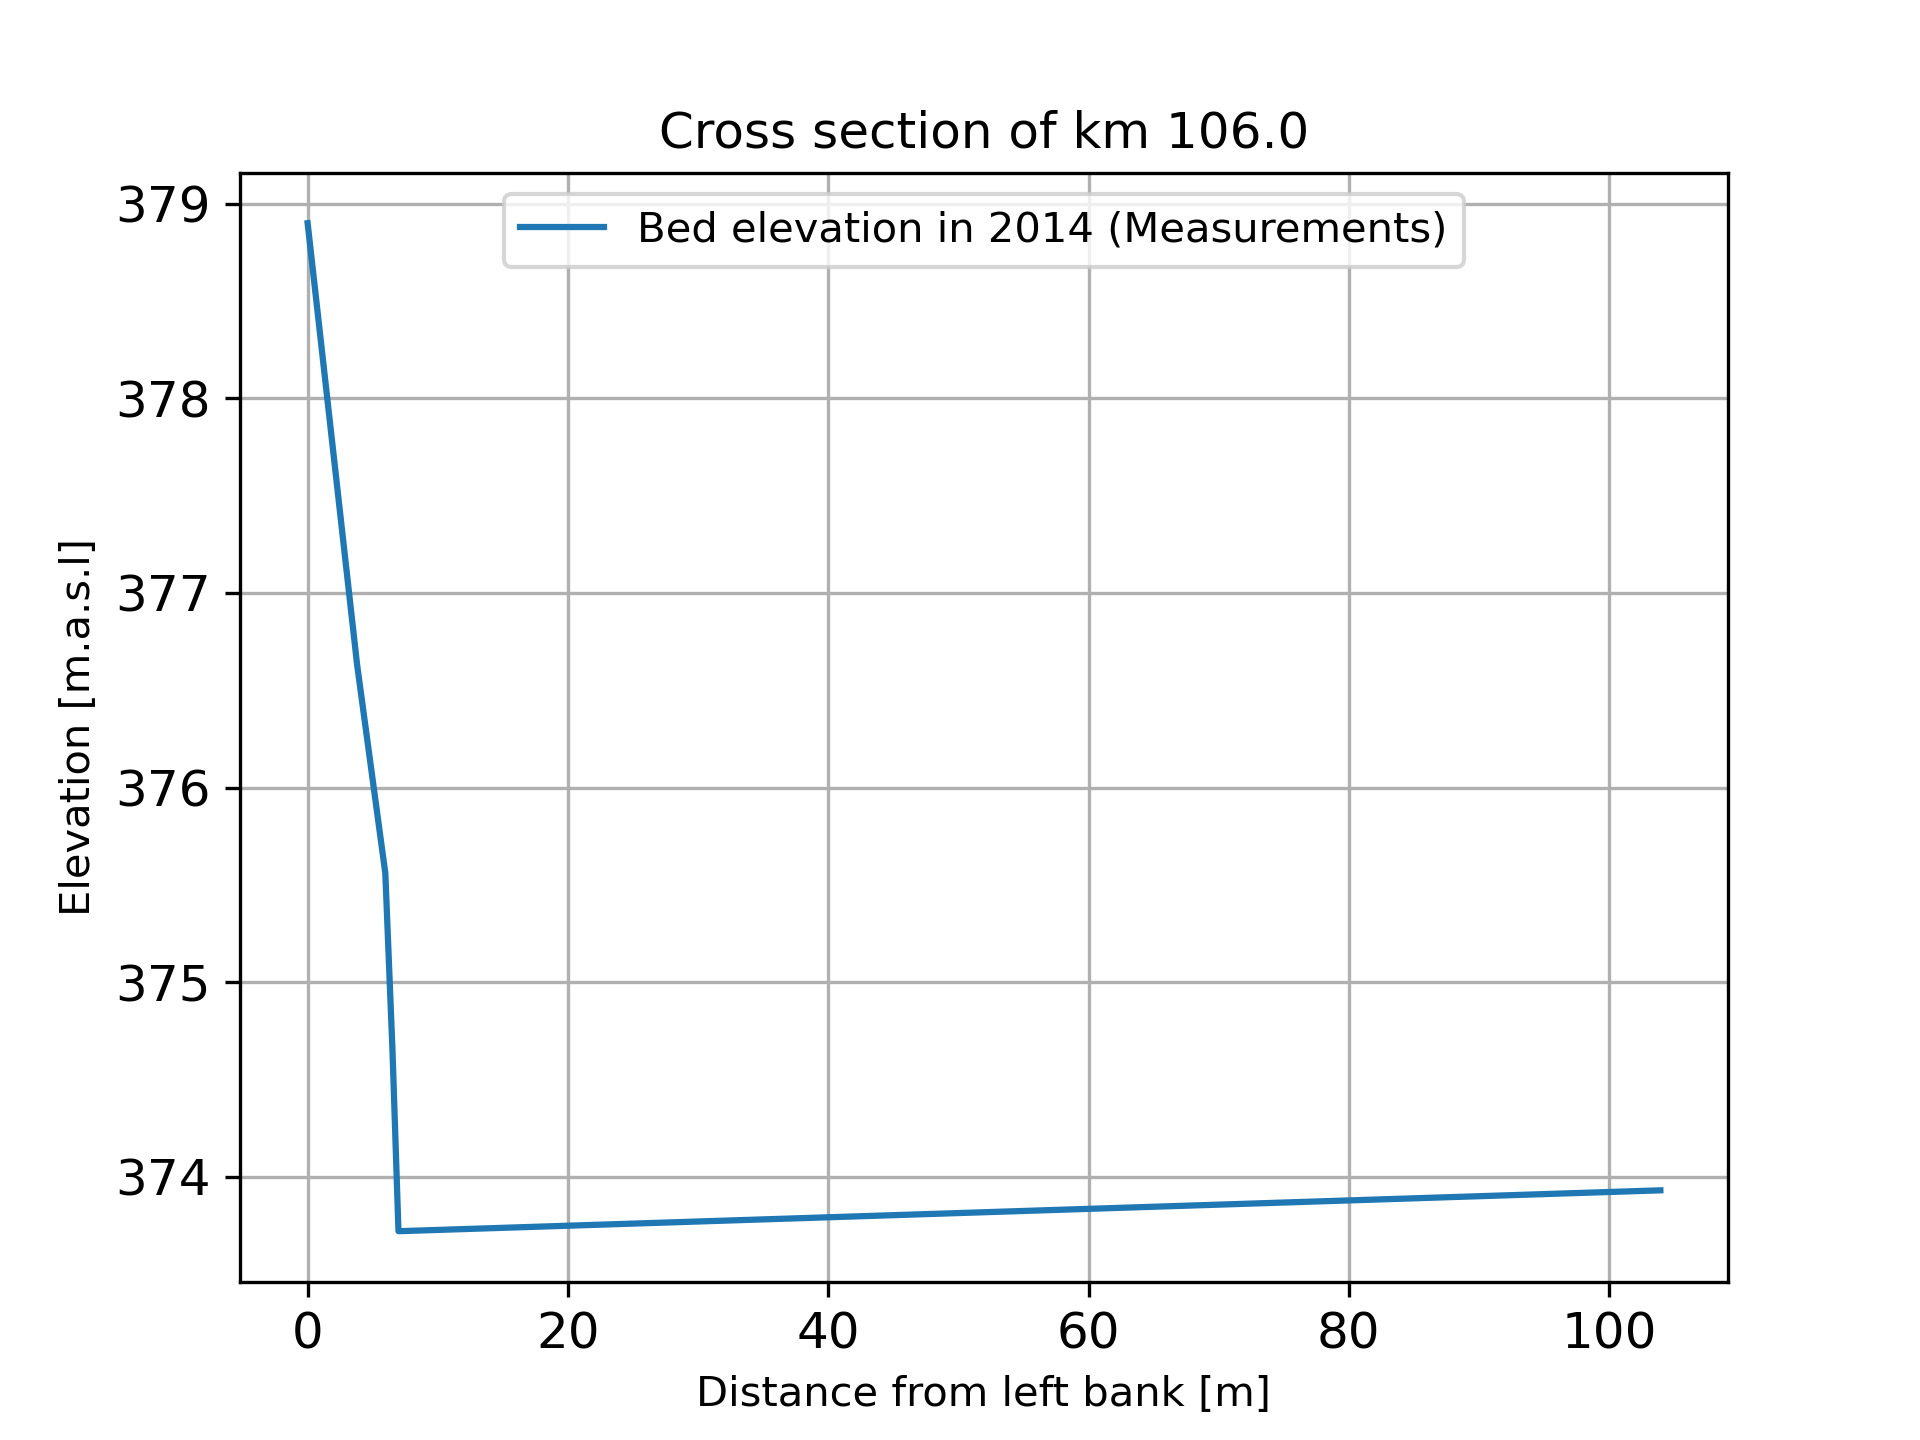 Cross section of km 106.0
Bed elevation in 2014 (Measurements)
Elevation [m.a.s.l]
379
378
377
376
375
374
0 20 40 60 80 100
Distance from left bank [m]